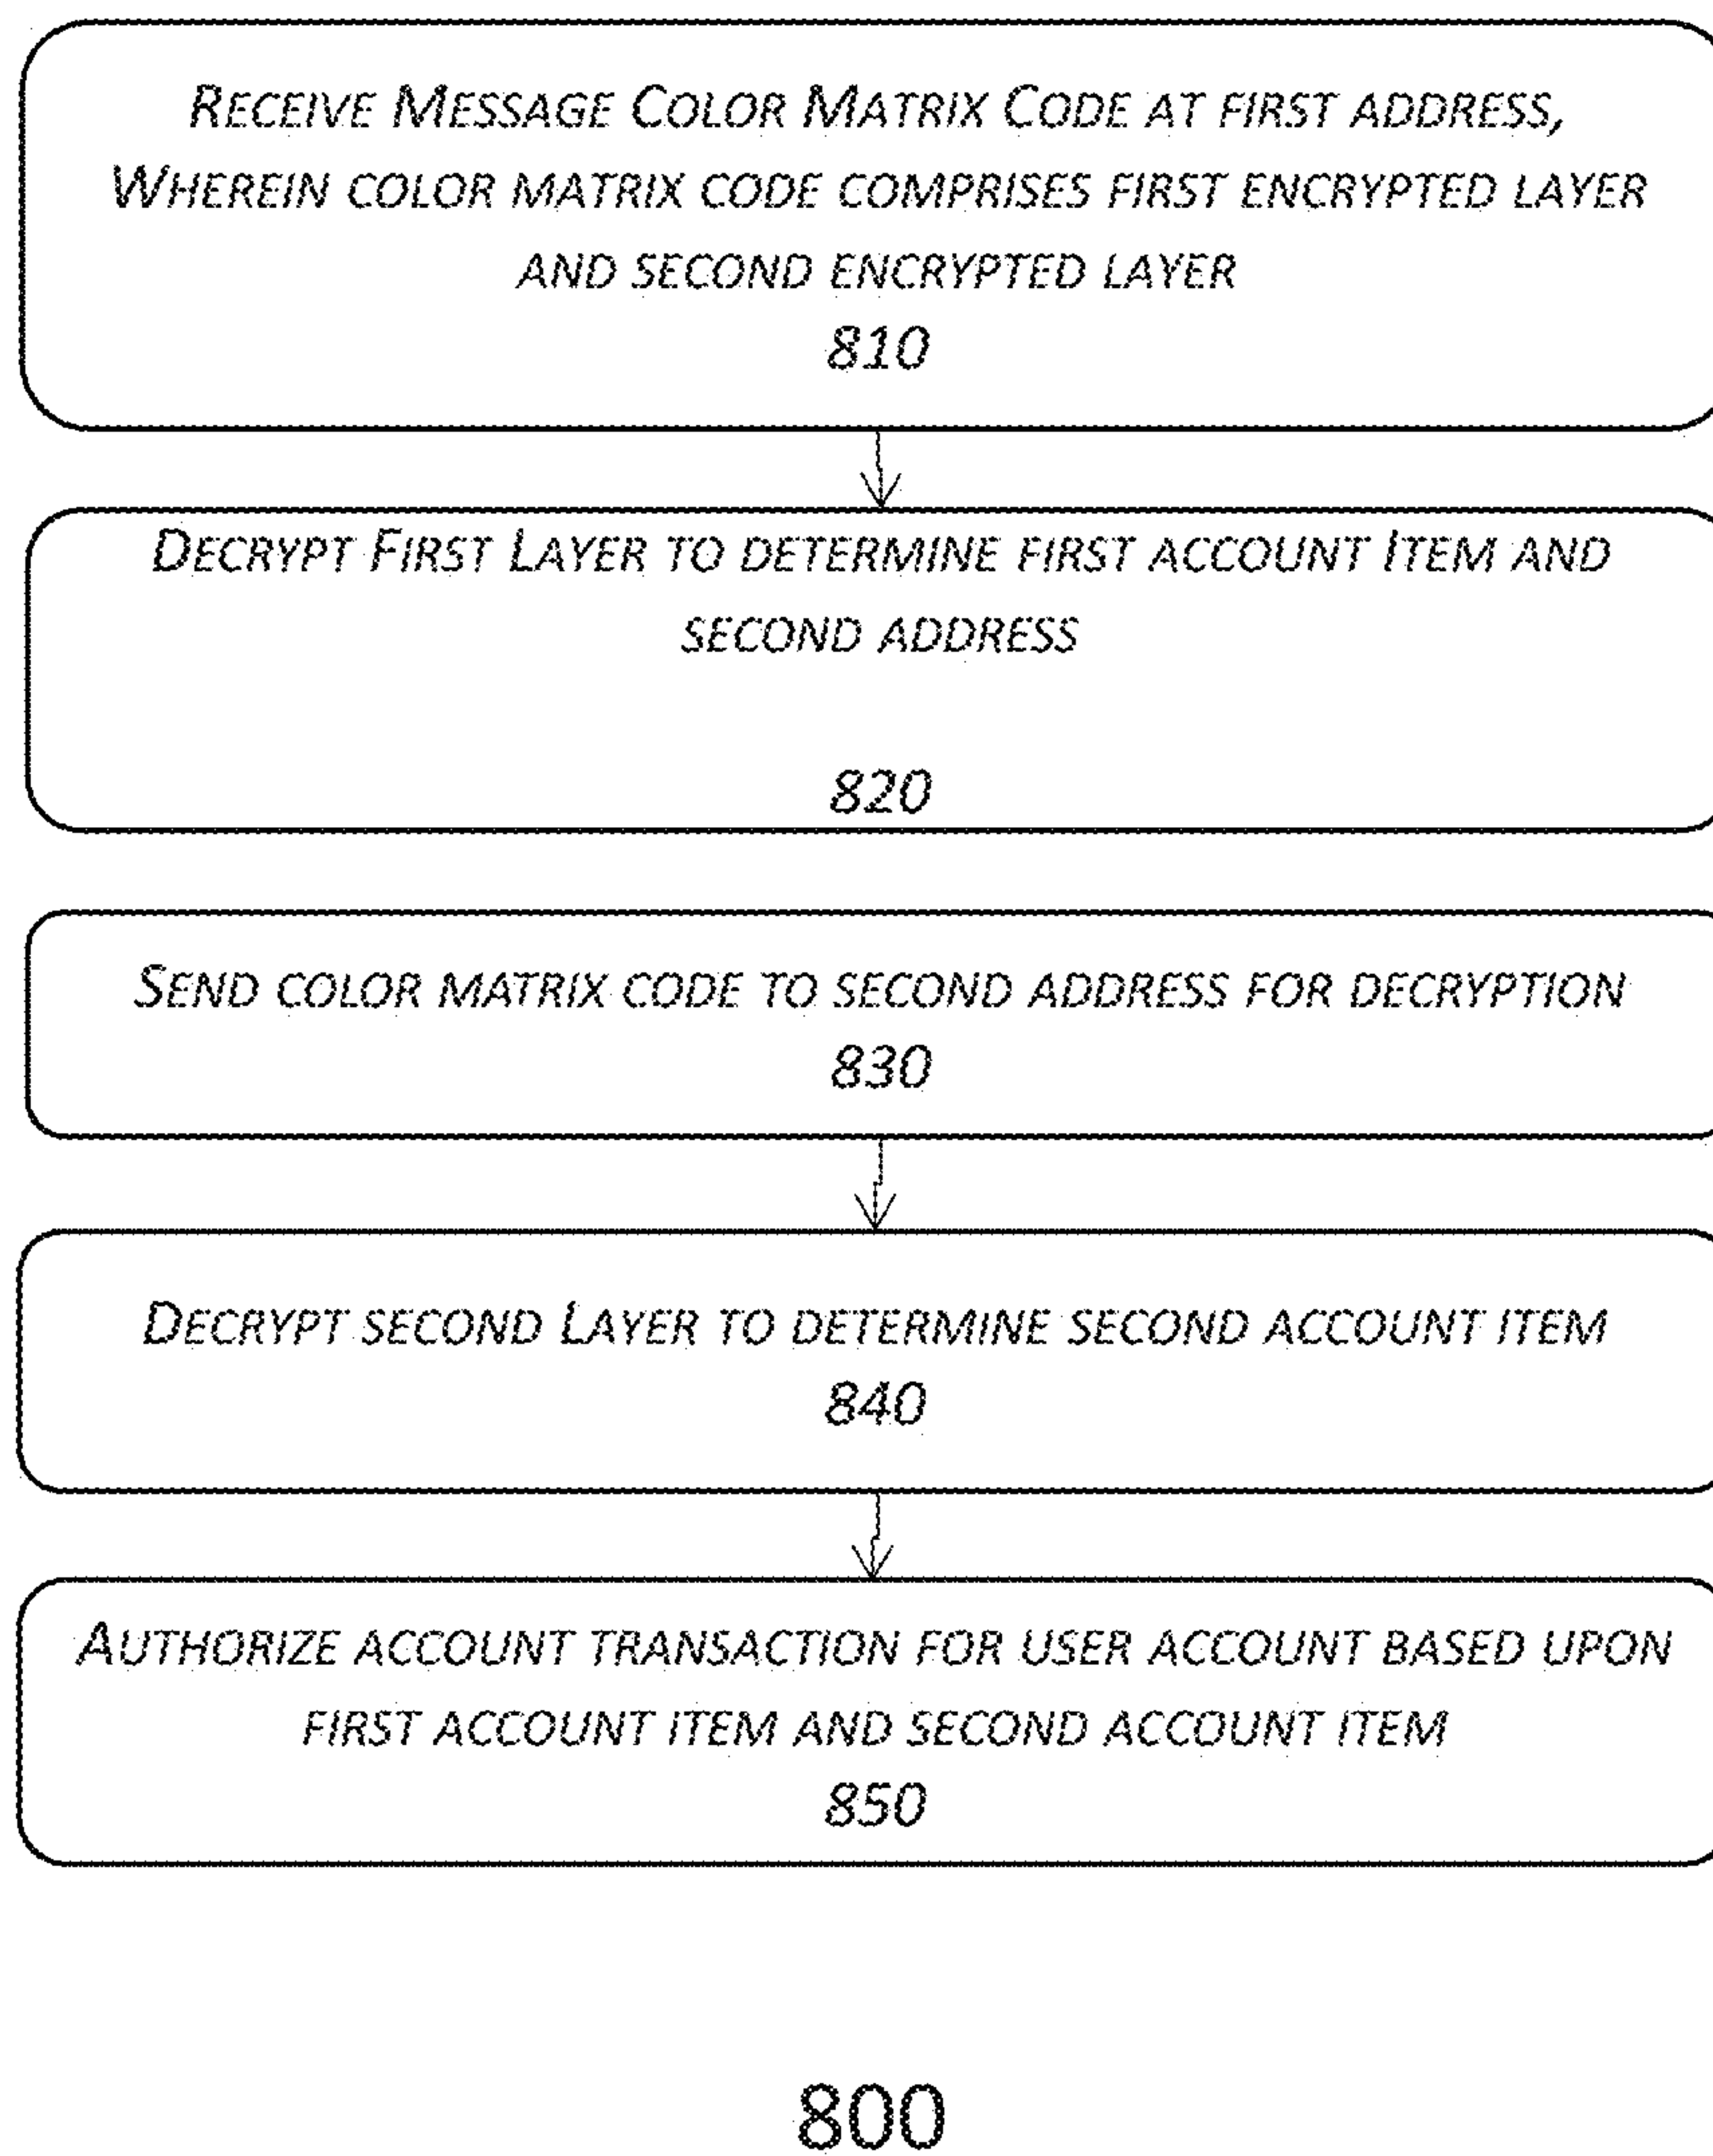 RECEIVE MESSAGE COLOR MATRIX CODE AT FIRST ADDRESS,
WHEREIN COLOR MATRIX CODE COMPRISES FIRST ENCRYPTED LAYER
AND SECOND ENCRYPTED LAYER
810
DECRYPT FIRST LAYER TO DETERMINE FIRST ACCOUNT ITEM AND
SECOND ADDRESS
820
SEND COLOR MATRIX CODE TO SECOND ADDRESS FOR DECRYPTION
830
DECRYPT SECOND LAYER TO DETERMINE SECOND ACCOUNT ITEM
840
AUTHORIZE ACCOUNT TRANSACTION FOR USER ACCOUNT BASED UPON
FIRST ACCOUNT ITEM AND SECOND ACCOUNT ITEM
850
800